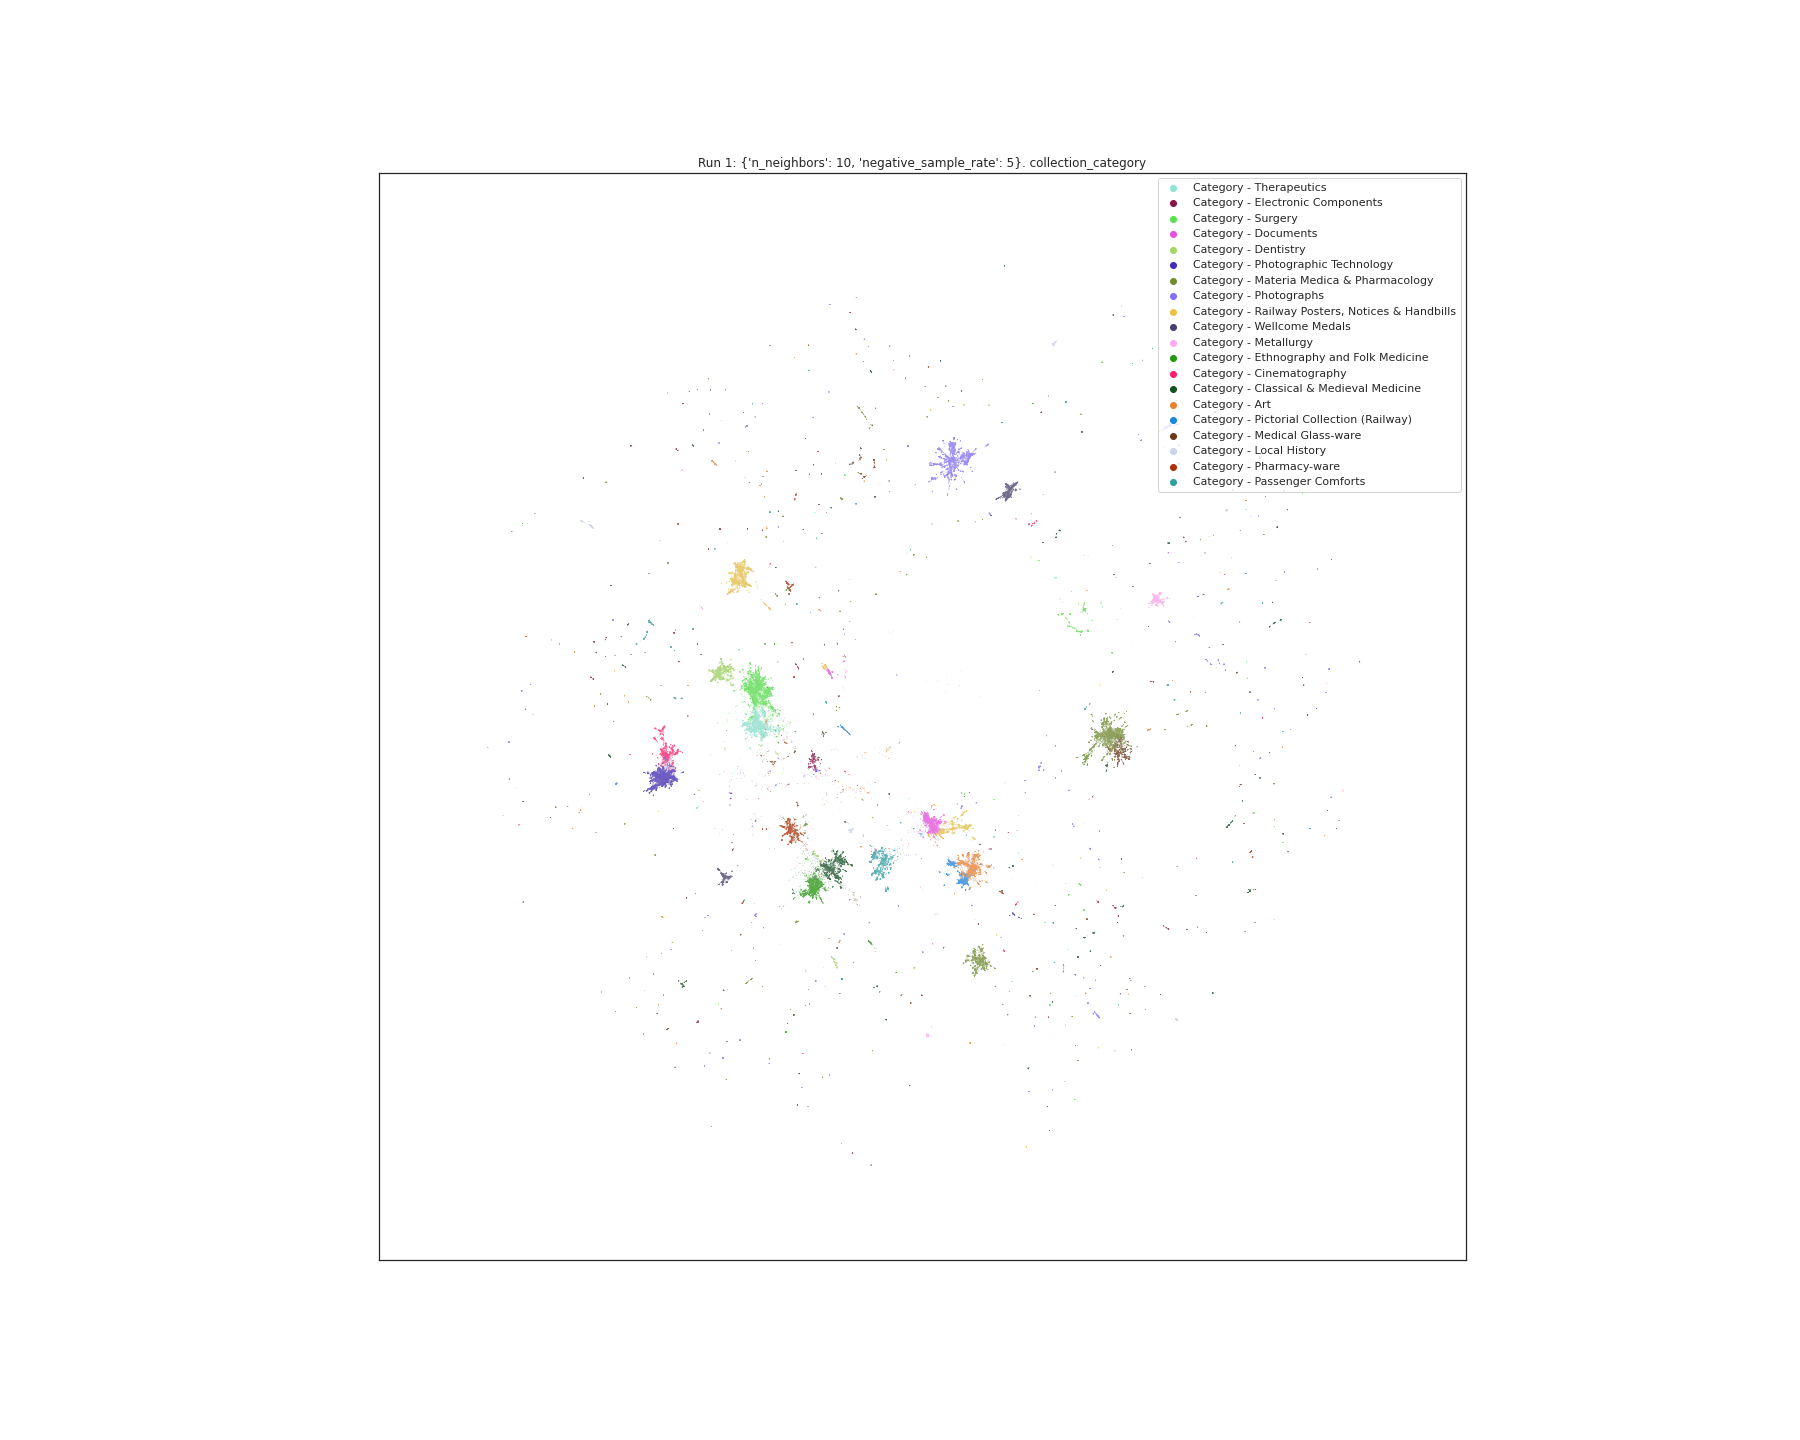 Run 1: {'n_neighbors': 10, 'negative_sample_rate': 5}. collection_category
Category - Therapeutics
Category - Electronic Components
Category - Surgery
Category - Documents
Category - Dentistry
Category - Photographic Technology
Category - Materia Medica & Pharmacology
Category - Photographs
Category - Railway Posters, Notices & Handbills
Category - Wellcome Medals
Category - Metallurgy
Category - Ethnography and Folk Medicine
Category - Cinematography
Category - Classical & Medieval Medicine
Category - Art
Category - Pictorial Collection (Railway)
Category - Medical Glass-ware
Category - Local History
Category - Pharmacy-ware
Category - Passenger Comforts